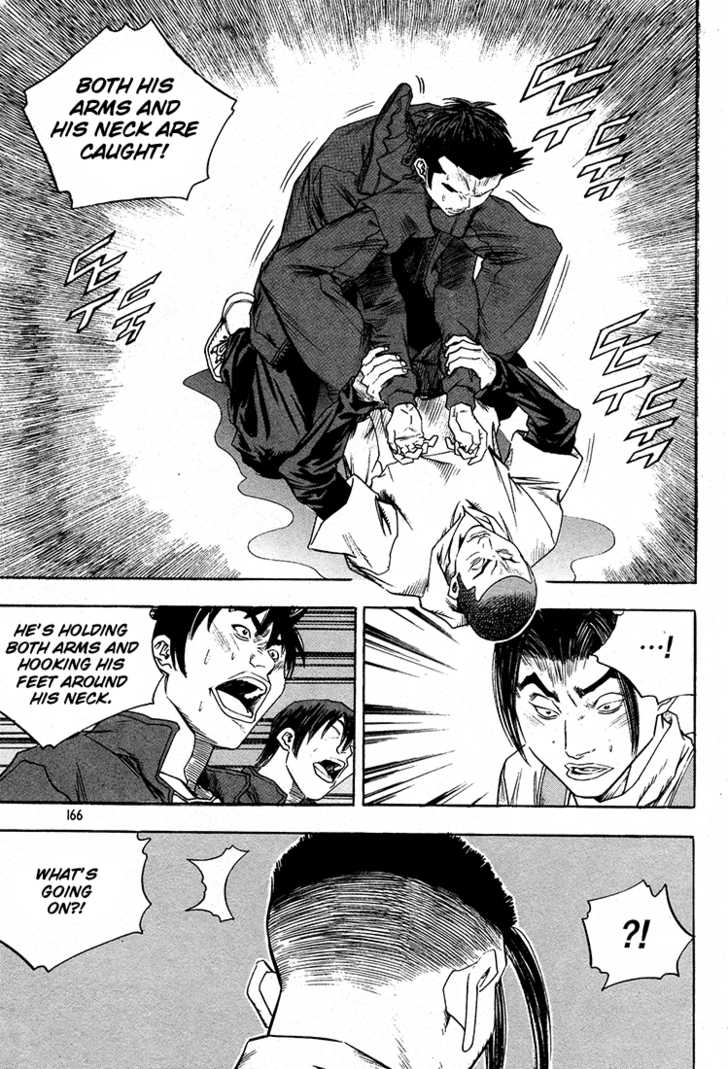 BOTH HIS
ARMS AND
HIS NECK ARE
CAUGHT!
...!
HE'S HOLDING
BOTH ARMS AND
HOOKING HIS
FEET AROUND
HIS NECK.
166
?!
WHAT'S
GOING
ON?!